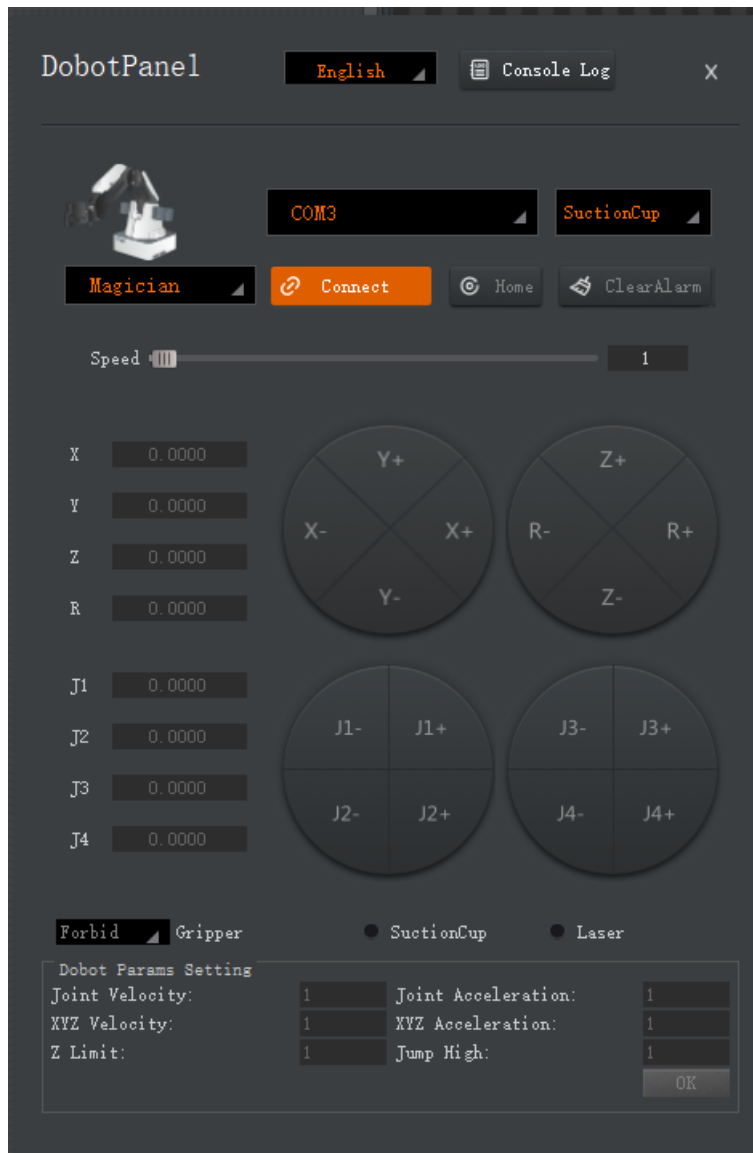 DobotPanel English Console Log X
COM3 SuctionCup
Magician Connect Home ClearAlarm
Speed 1
X 0.0000
Y 0.0000
Z 0.0000
R 0.0000
Y+
X- X+
Y-
Z+
R- R+
Z-
J1 0.0000
J2 0.0000
J3 0.0000
J4 0.0000
J1- J1+
J2- J2+
J3- J3+
J4- J4+
Forbid Gripper SuctionCup Laser
Dobot Params Setting
Joint Velocity: 1 Joint Acceleration: 1
XYZ Velocity: 1 XYZ Acceleration: 1
Z Limit: 1 Jump High: 1
OK